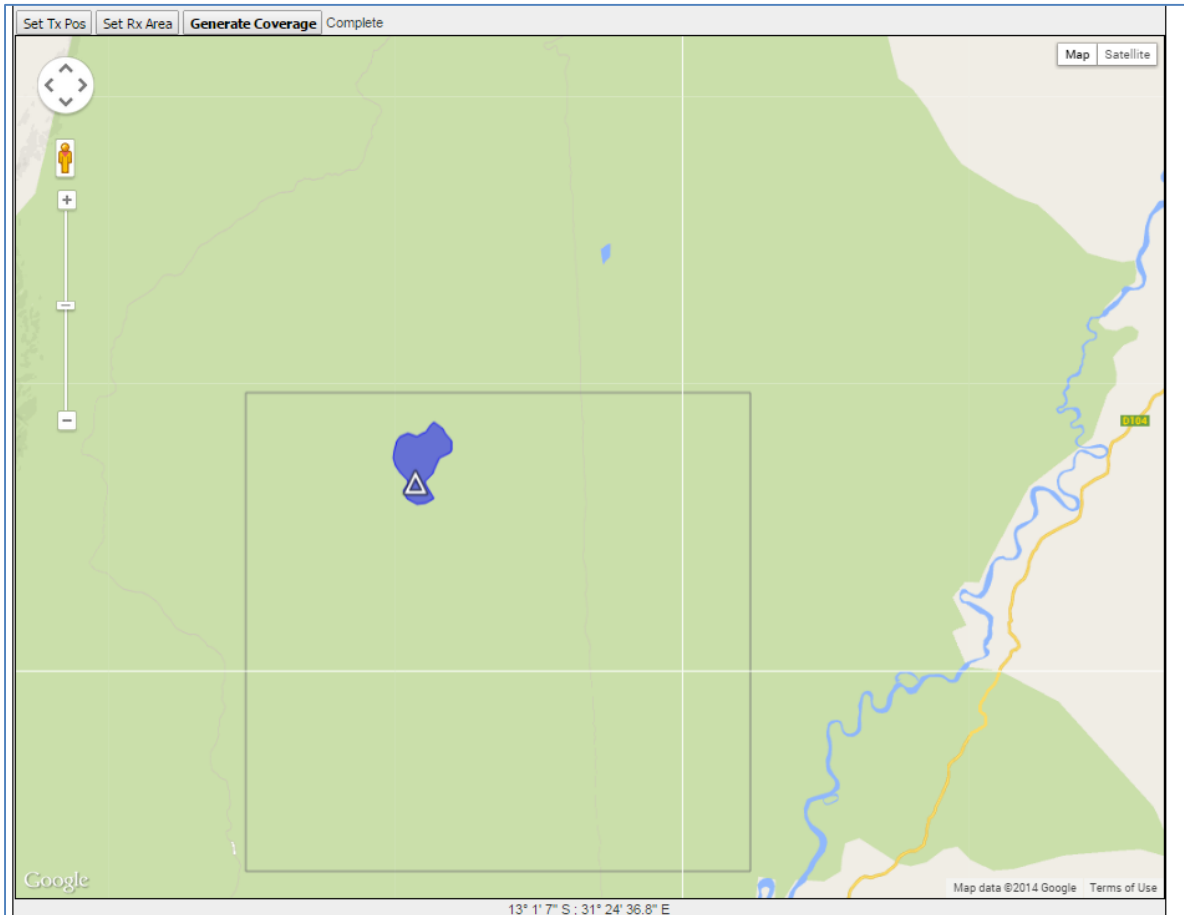 Set Tx Pos Set Rx Area Generate Coverage Complete
Map Satellite
D104
Google
Map data ©2014 Google Terms of Use
13° 1' 7" S : 31° 24' 36.8" E